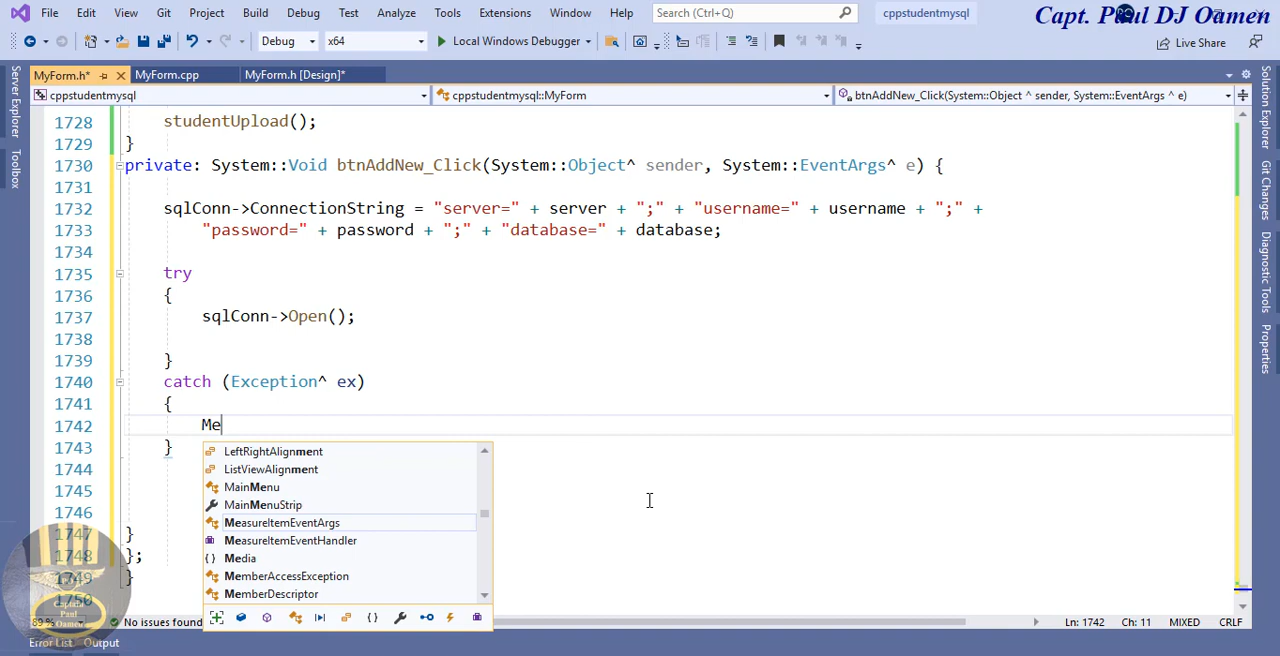 File Edit View Git Project Build Debug Test Analyze Tools Extensions Window Help Search (Ctrl+Q) cppstudentmysql
Capt. Paul DJ Oamen
Debug x64 Local Windows Debugger Live Share
MyForm.h* MyForm.cpp MyForm.h [Design]*
cppstudentmysql cppstudentmysql::MyForm btnAddNew_Click(System::Object ^ sender, System::EventArgs ^ e)
Server Explorer
Toolbox
1728 studentUpload();
1729 }
1730 private: System::Void btnAddNew_Click(System::Object^ sender, System::EventArgs^ e) {
1731
1732 sqlConn->ConnectionString = "server=" + server + ";" + "username=" + username + ";" +
1733 "password=" + password + ";" + "database=" + database;
1734
1735 try
1736 {
1737 sqlConn->Open();
1738
1739 }
1740 catch (Exception^ ex)
1741 {
1742 Me
1743 }
1744
1745
1746
1747 }
1748 };
1749 }
1750
LeftRightAlignment
ListViewAlignment
MainMenu
MainMenuStrip
MeasureItemEventArgs
MeasureItemEventHandler
Media
MemberAccessException
MemberDescriptor
Solution Explorer
Git Changes
Diagnostic Tools
Properties
Captain
Paul
Oamen
89 % No issues found Ln: 1742 Ch: 11 MIXED CRLF
Error List Output